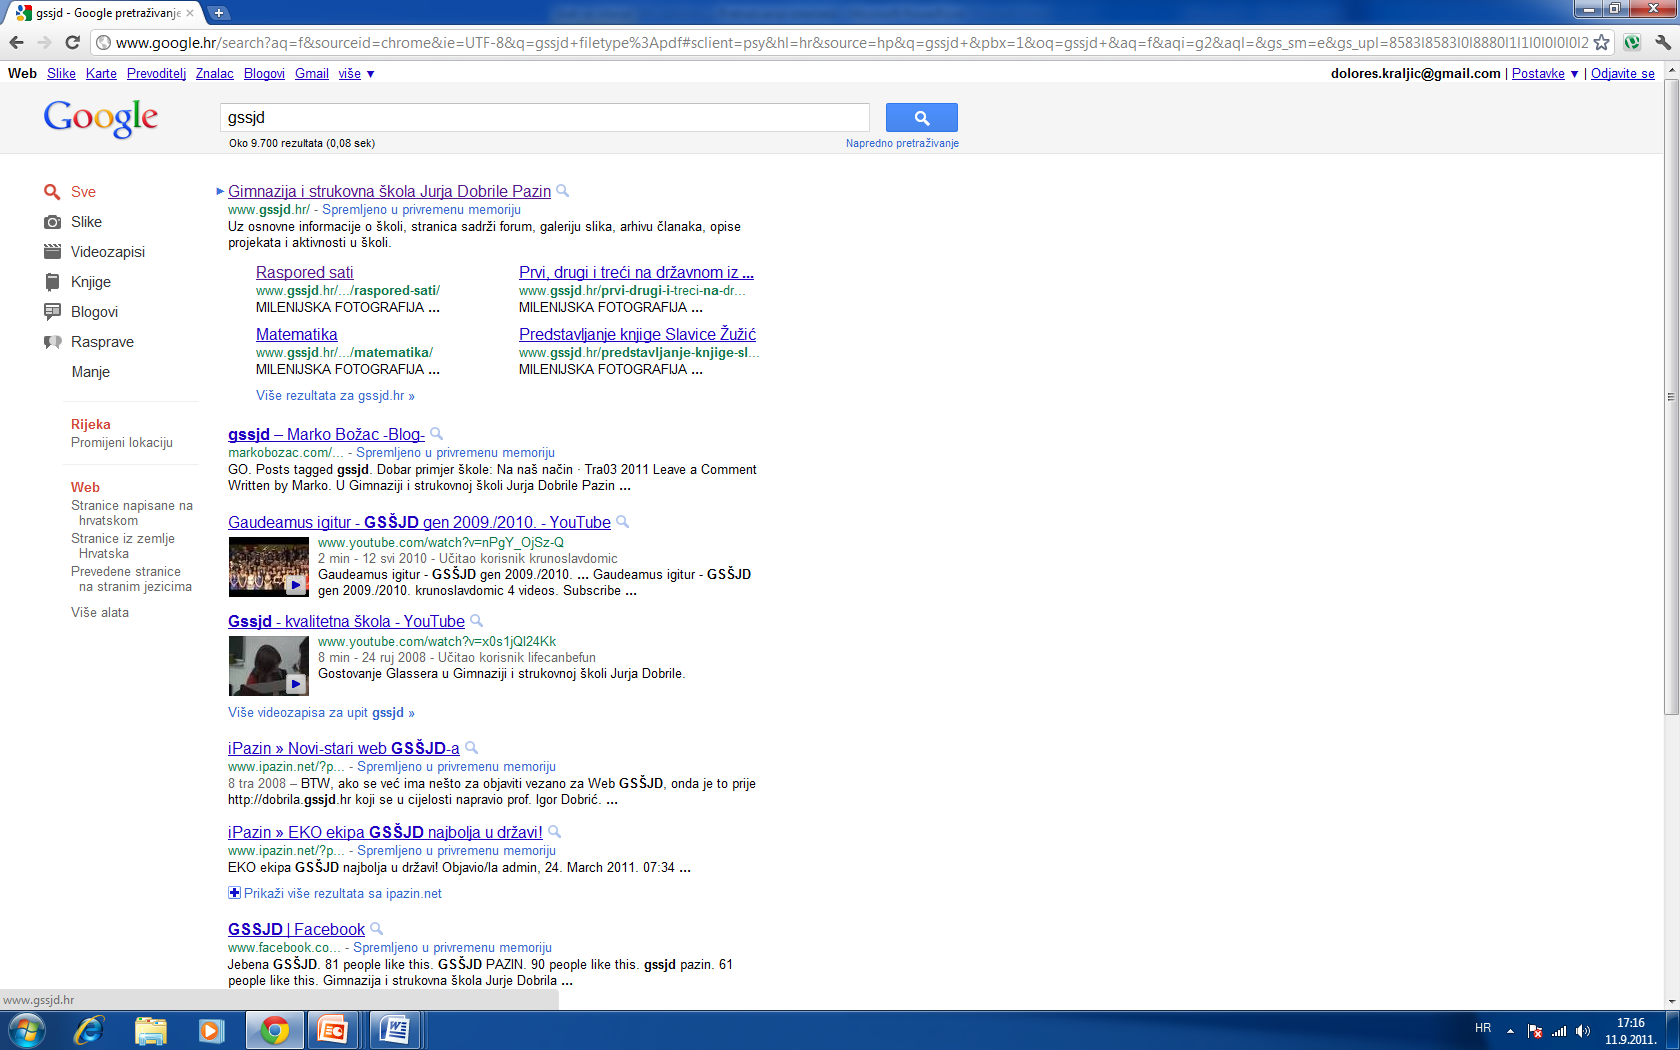 gssjd - Google pretraživanje
www.google.hr/search?aq=f&sourceid=chrome&ie=UTF-8&q=gssjd+filetype%3Apdf#sclient=psy&hl=hr&source=hp&q=gssjd+&pbx=1&oq=gssjd+&aq=f&aqi=g2&aql=&gs_sm=e&gs_upl=8583l8583l0l8880l1l1l0l0l0l0l2
Web Slike Karte Prevoditelj Znalac Blogovi Gmail više ▼ dolores.kraljic@gmail.com | Postavke ▼ | Odjavite se
Google
gssjd
Oko 9.700 rezultata (0,08 sek) Napredno pretraživanje
Sve
Slike
Videozapisi
Knjige
Blogovi
Rasprave
Manje
Rijeka
Promijeni lokaciju
Web
Stranice napisane na
hrvatskom
Stranice iz zemlje
Hrvatska
Prevedene stranice
na stranim jezicima
Više alata
Gimnazija i strukovna škola Jurja Dobrile Pazin
www.gssjd.hr/ - Spremljeno u privremenu memoriju
Uz osnovne informacije o školi, stranica sadrži forum, galeriju slika, arhivu članaka, opise
projekata i aktivnosti u školi.
Raspored sati
www.gssjd.hr/.../raspored-sati/
MILENIJSKA FOTOGRAFIJA ...
Prvi, drugi i treći na državnom iz ...
www.gssjd.hr/prvi-drugi-i-treci-na-dr...
MILENIJSKA FOTOGRAFIJA ...
Matematika
www.gssjd.hr/.../matematika/
MILENIJSKA FOTOGRAFIJA ...
Predstavljanje knjige Slavice Žužić
www.gssjd.hr/predstavljanje-knjige-sl...
MILENIJSKA FOTOGRAFIJA ...
Više rezultata za gssjd.hr »
gssjd – Marko Božac -Blog-
markobozac.com/... - Spremljeno u privremenu memoriju
GO. Posts tagged gssjd. Dobar primjer škole: Na naš način · Tra03 2011 Leave a Comment
Written by Marko. U Gimnaziji i strukovnoj školi Jurja Dobrile Pazin ...
Gaudeamus igitur - GSŠJD gen 2009./2010. - YouTube
www.youtube.com/watch?v=nPgY_OjSz-Q
2 min - 12 svi 2010 - Učitao korisnik krunoslavdomic
Gaudeamus igitur - GSŠJD gen 2009./2010. ... Gaudeamus igitur - GSŠJD
gen 2009./2010. krunoslavdomic 4 videos. Subscribe ...
Gssjd - kvalitetna škola - YouTube
www.youtube.com/watch?v=x0s1jQl24Kk
8 min - 24 ruj 2008 - Učitao korisnik lifecanbefun
Gostovanje Glassera u Gimnaziji i strukovnoj školi Jurja Dobrile.
Više videozapisa za upit gssjd »
iPazin » Novi-stari web GSŠJD-a
www.ipazin.net/?p... - Spremljeno u privremenu memoriju
8 tra 2008 – BTW, ako se već ima nešto za objaviti vezano za Web GSŠJD, onda je to prije
http://dobrila.gssjd.hr koji se u cijelosti napravio prof. Igor Dobrić. ...
iPazin » EKO ekipa GSŠJD najbolja u državi!
www.ipazin.net/?p... - Spremljeno u privremenu memoriju
EKO ekipa GSŠJD najbolja u državi! Objavio/la admin, 24. March 2011. 07:34 ...
Prikaži više rezultata sa ipazin.net
GSSJD | Facebook
www.facebook.co... - Spremljeno u privremenu memoriju
Jebena GSŠJD. 81 people like this. GSŠJD PAZIN. 90 people like this. gssjd pazin. 61
people like this. Gimnazija i strukovna škola Jurje Dobrila ...
www.gssjd.hr
HR
17:16
11.9.2011.